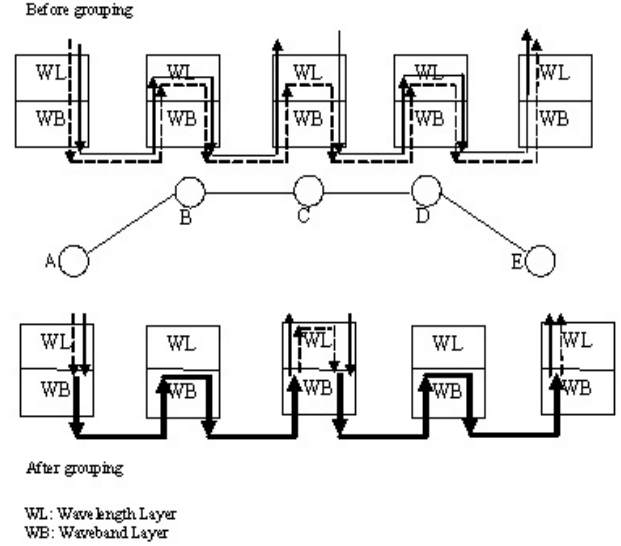 Before grouping
WL WL WL WL WL
WB WB WB WB WB
B C D
A E
WL WL WL WL WL
WB WB WB WB WB
After grouping
WL: Wavelength Layer
WB: Waveband Layer